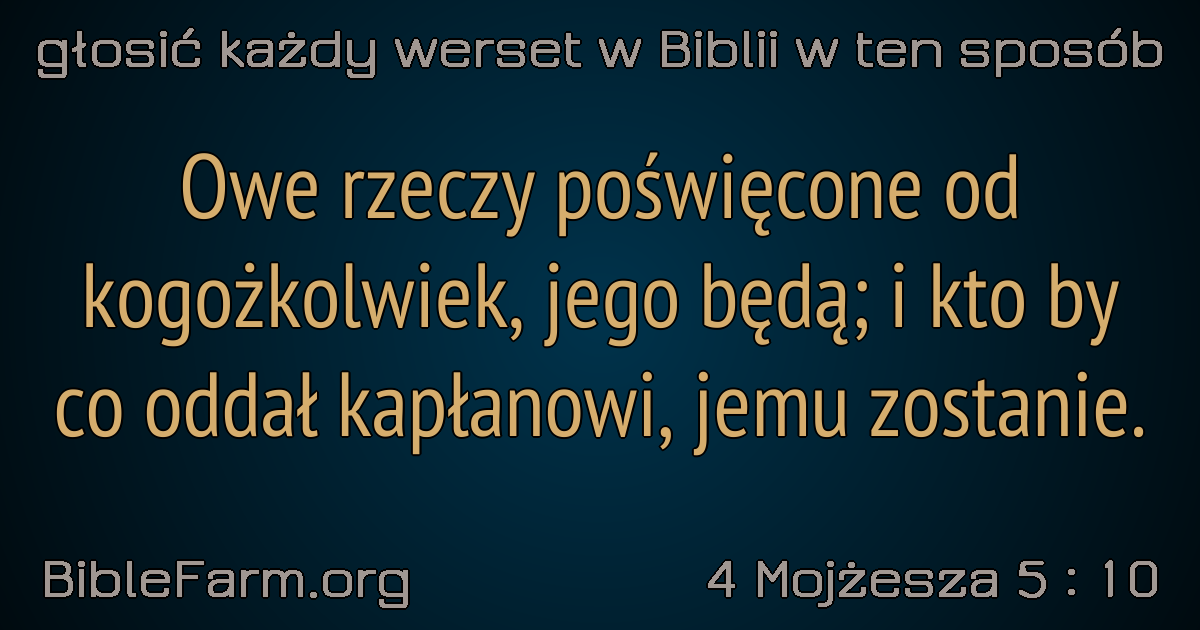 głosić każdy werset w Biblii w ten sposób
Owe rzeczy poświęcone od
kogożkolwiek, jego będą; i kto by
co oddał kapłanowi, jemu zostanie.
BibleFarm.org
4 Mojżesza 5 : 10